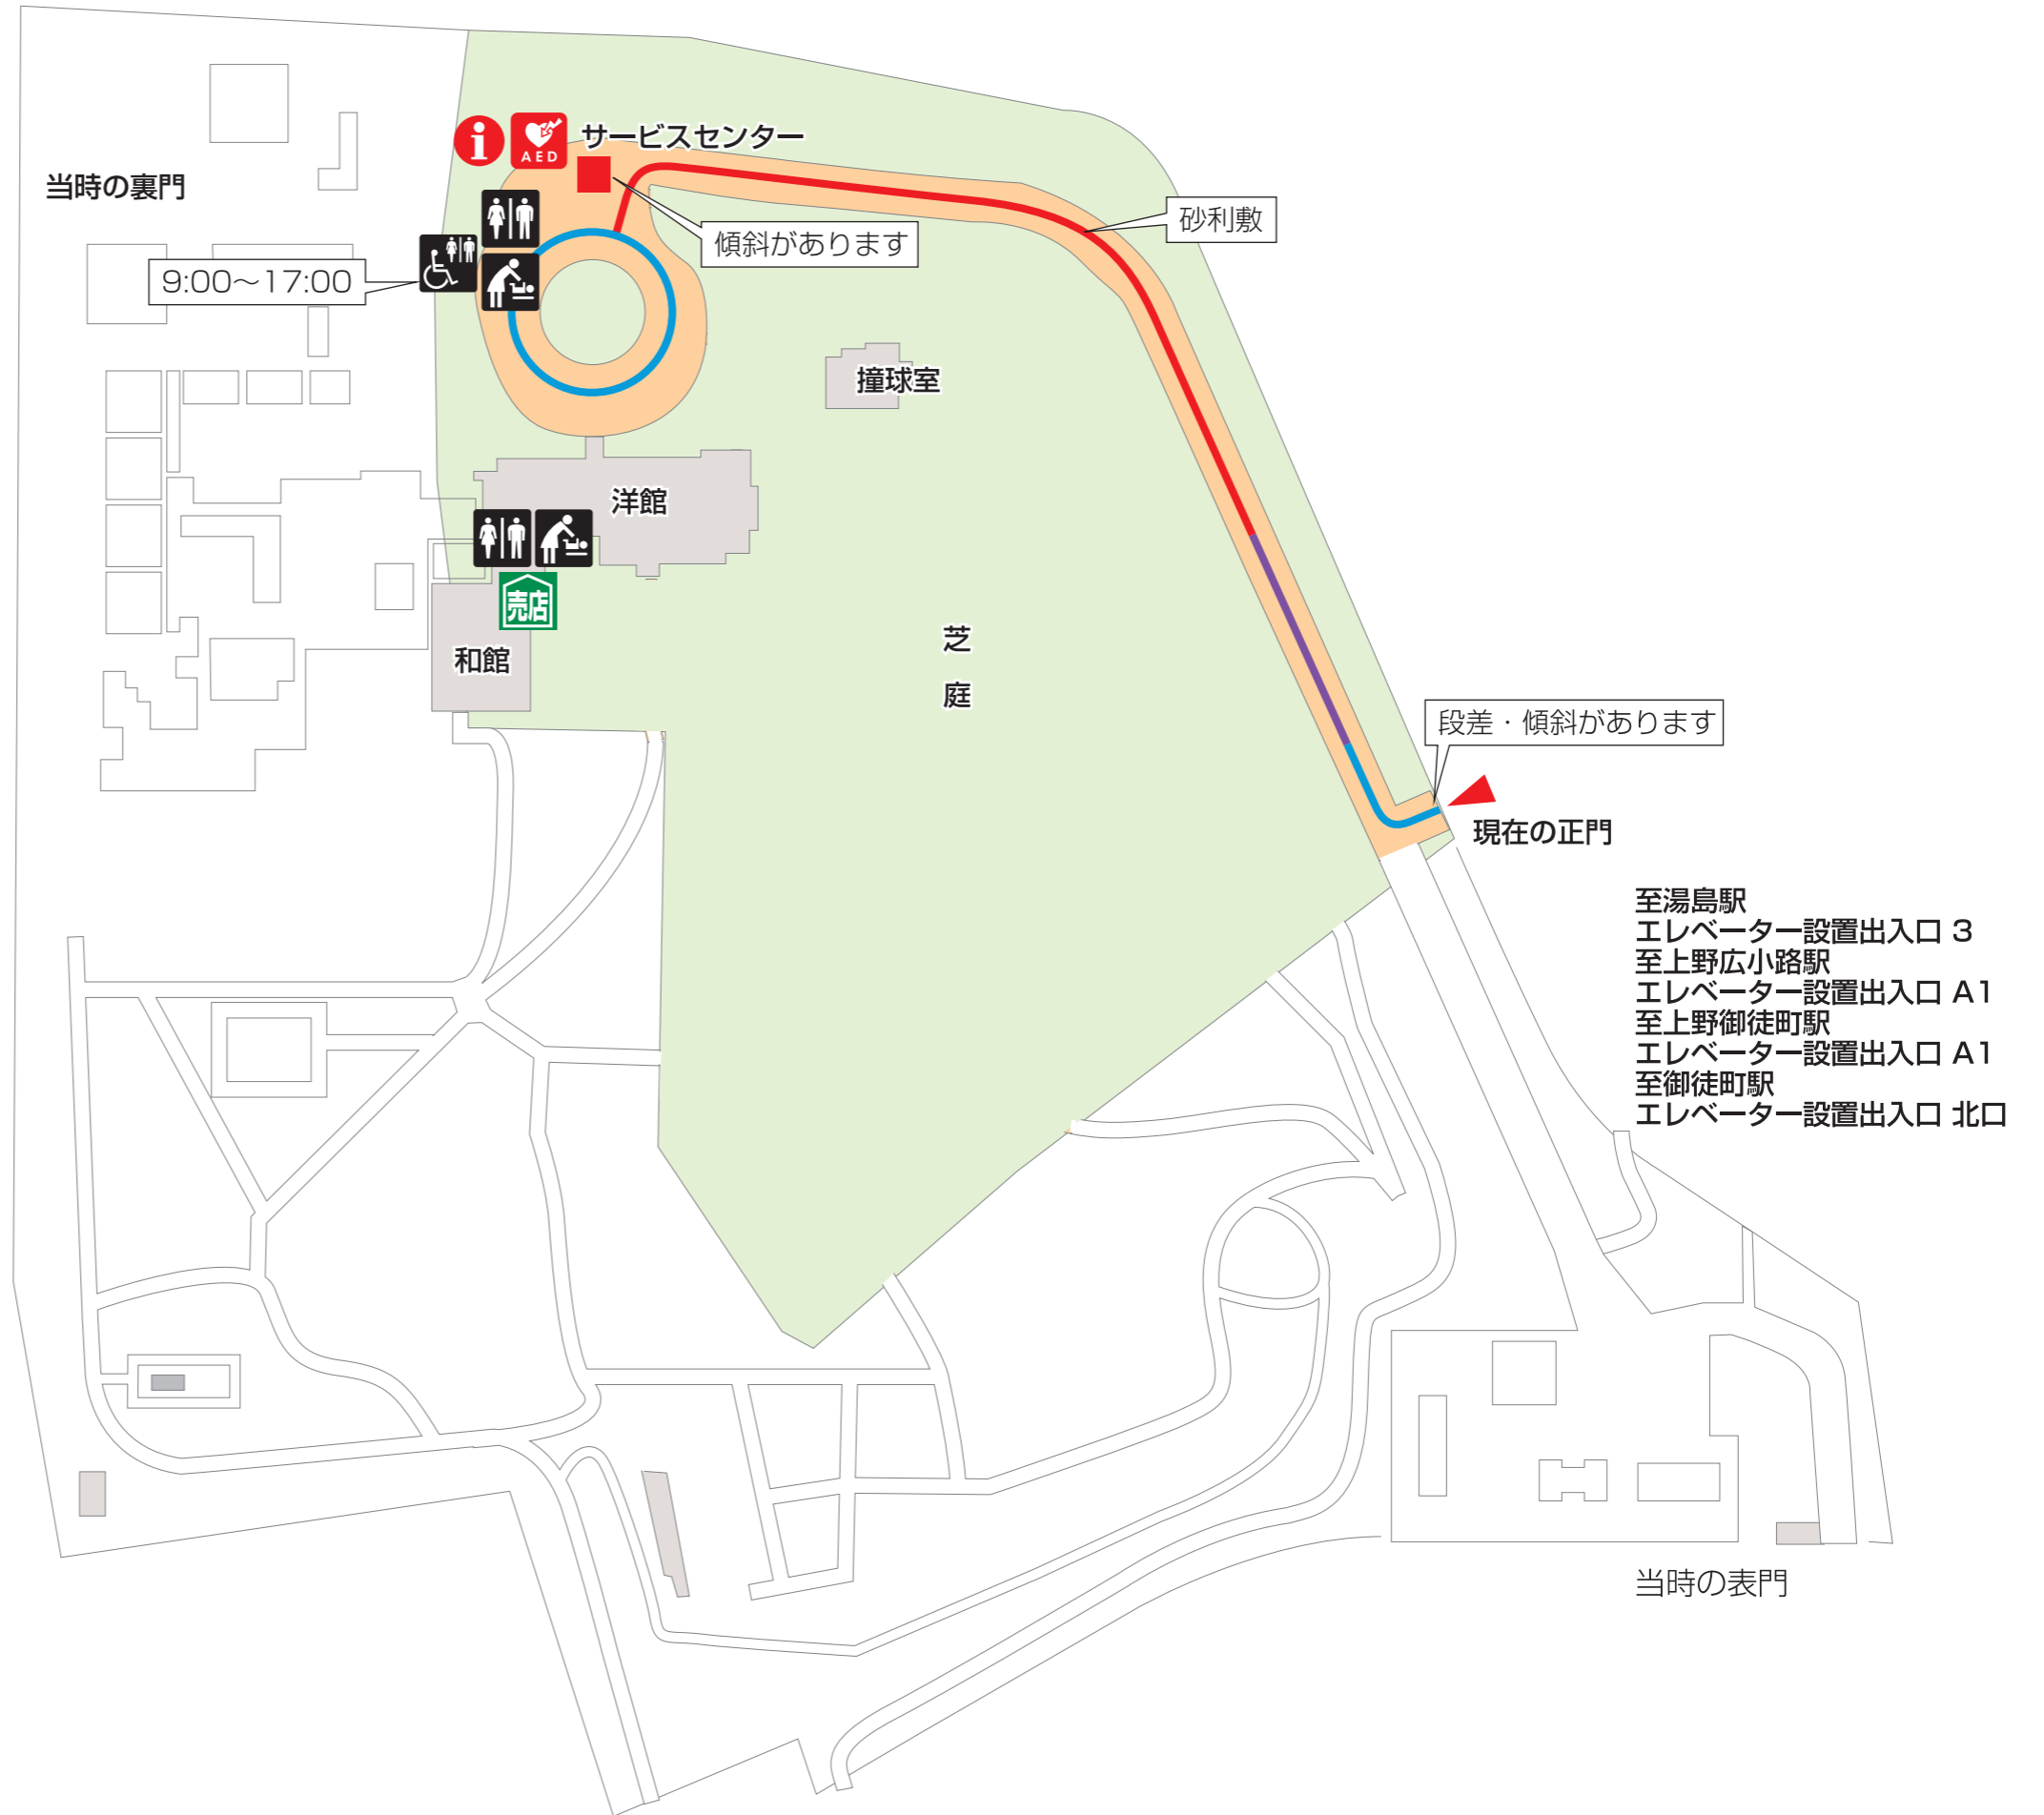 サービスセンター
AED
当時の裏門
砂利敷
傾斜があります
9:00〜17:00
撞球室
洋館
売店
和館
芝
庭
段差・傾斜があります
現在の正門
至湯島駅
エレベーター設置出入口 3
至上野広小路駅
エレベーター設置出入口 A1
至上野御徒町駅
エレベーター設置出入口 A1
至御徒町駅
エレベーター設置出入口 北口
当時の表門